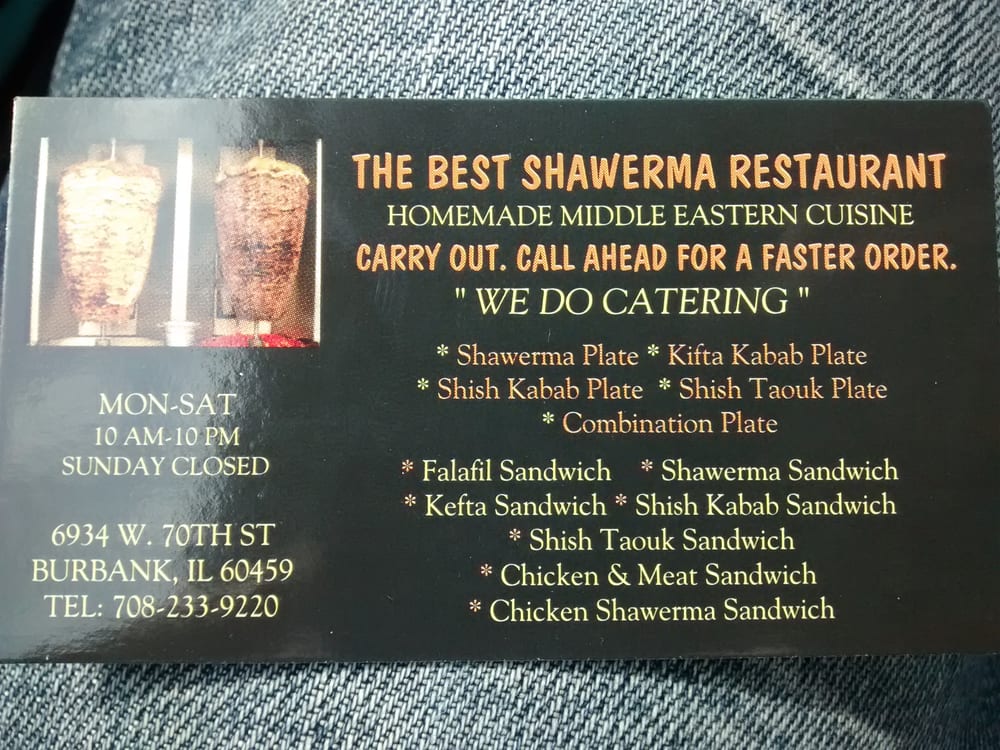 THE BEST SHAWERMA RESTAURANT
HOMEMADE MIDDLE EASTERN CUISINE
CARRY OUT. CALL AHEAD FOR A FASTER ORDER.
" WE DO CATERING "
* Shawerma Plate * Kifta Kabab Plate
* Shish Kabab Plate * Shish Taouk Plate
* Combination Plate
* Falafil Sandwich * Shawerma Sandwich
* Kefta Sandwich * Shish Kabab Sandwich
* Shish Taouk Sandwich
* Chicken & Meat Sandwich
* Chicken Shawerma Sandwich
MON-SAT
10 AM-10 PM
SUNDAY CLOSED
6934 W. 70TH ST
BURBANK, IL 60459
TEL: 708-233-9220